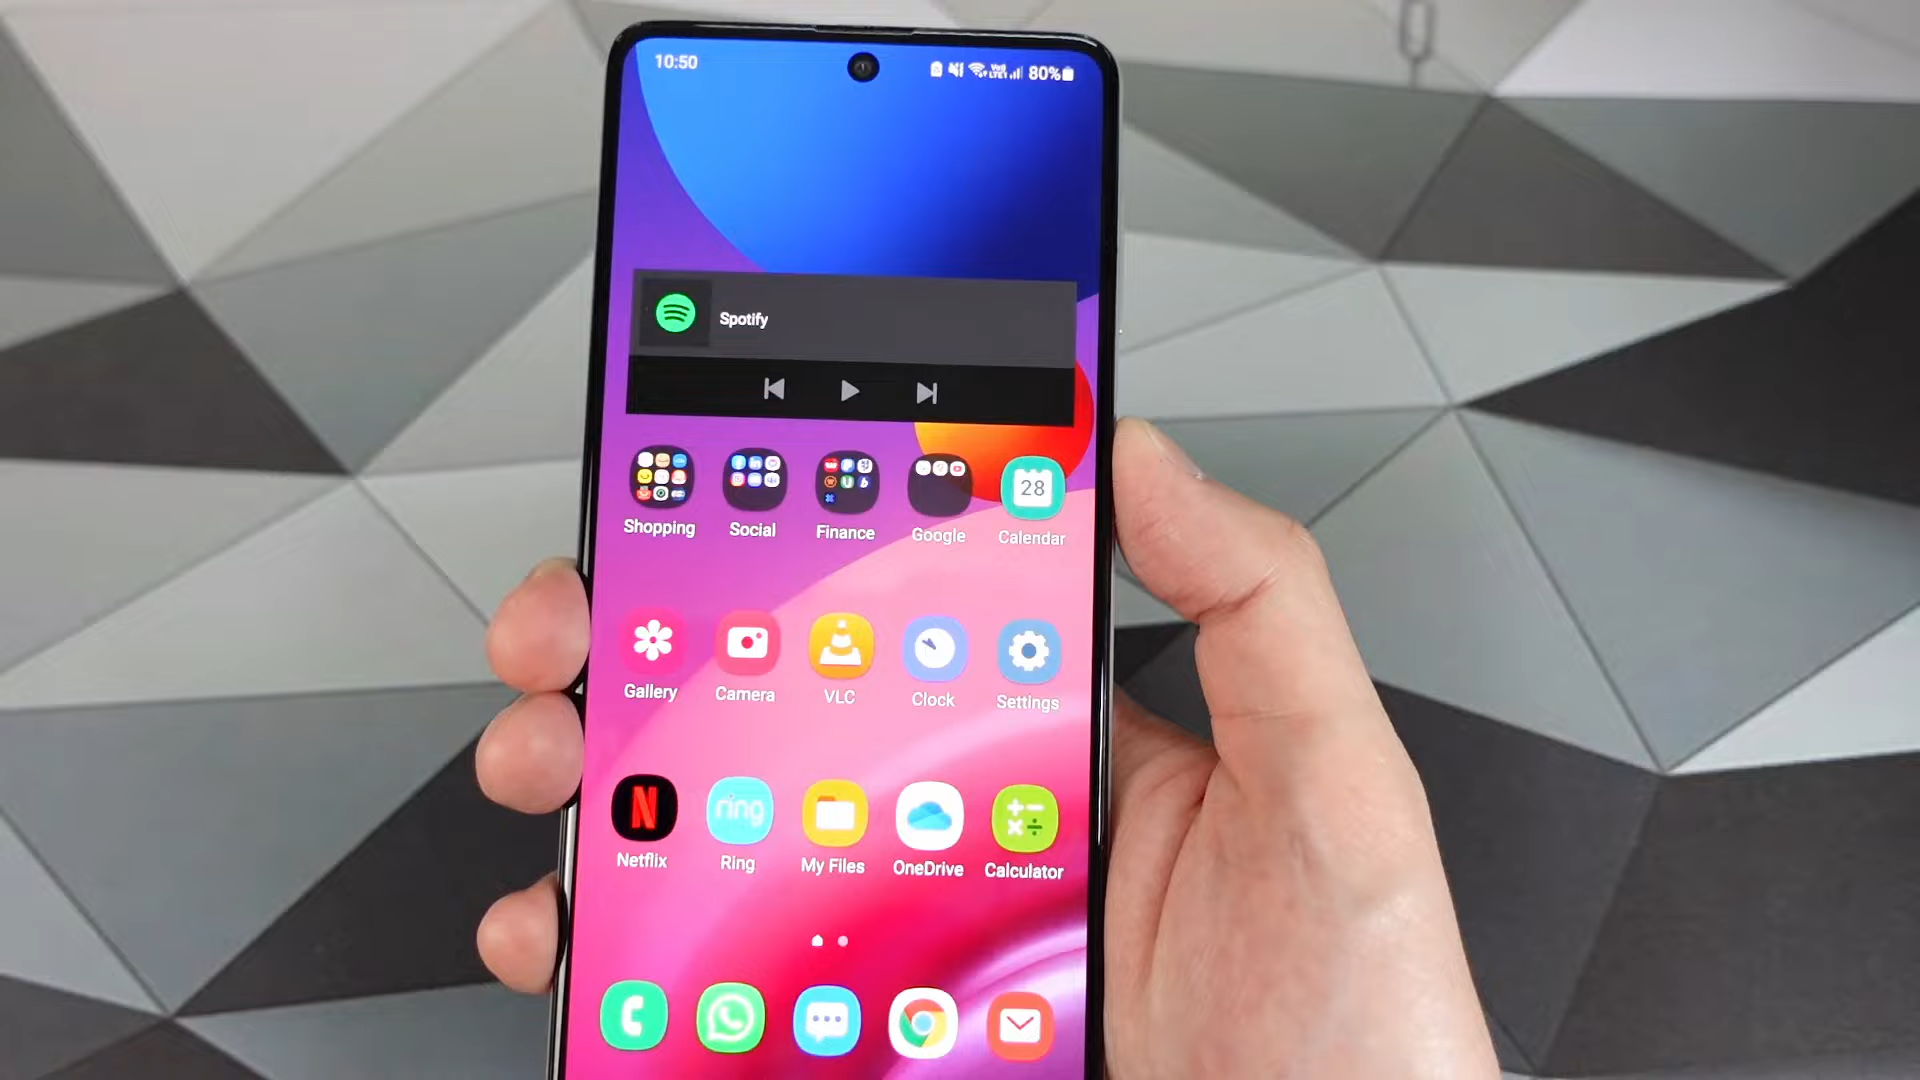 10:50 80%
Spotify
Shopping Social Finance Google Calendar
28
Gallery Camera VLC Clock Settings
N ring
Netflix Ring My Files OneDrive Calculator